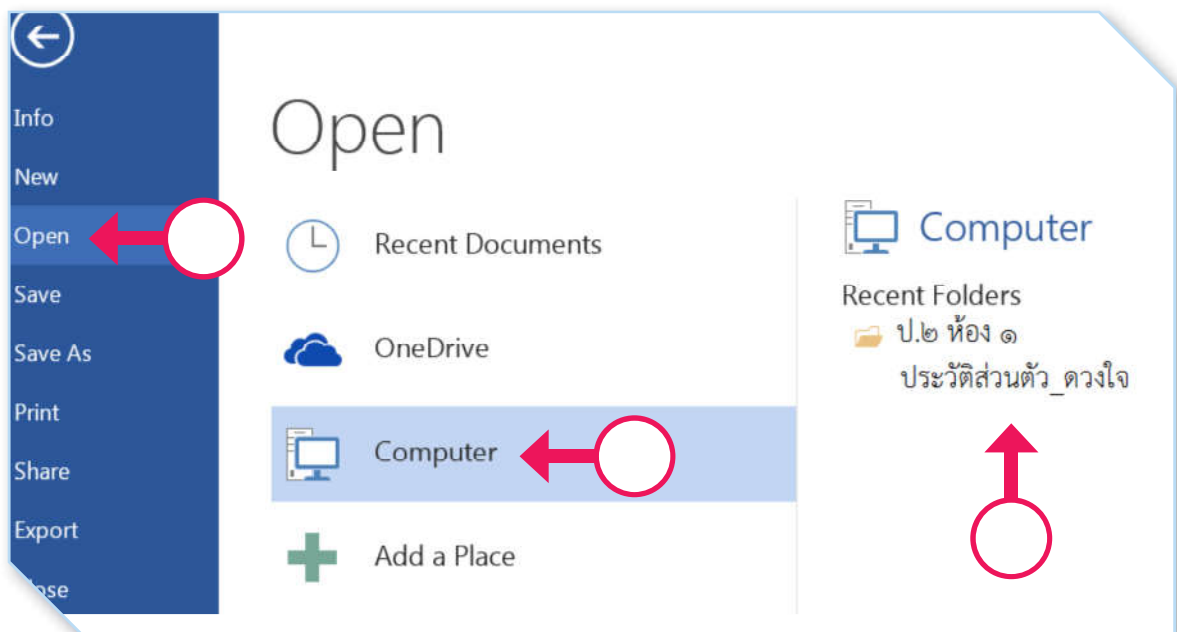 Info
New
Open
Save
Save As
Print
Share
Export
Open
Recent Documents
OneDrive
Computer
Add a Place
Computer
Recent Folders
ป.๒ ห้อง ๑
ประวัติส่วนตัว_ดวงใจ